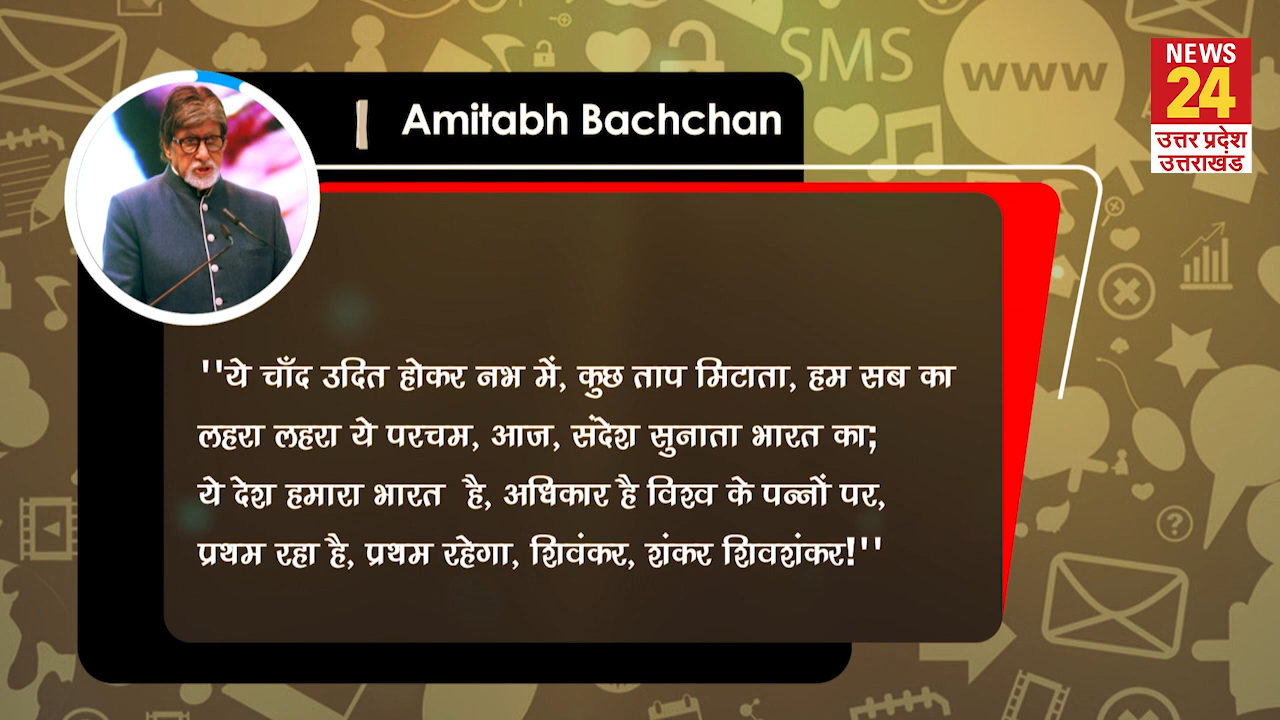 SMS
www
NEWS
24
उत्तर प्रदेश
उत्तराखंड
Amitabh Bachchan
''ये चाँद उदित होकर नभ में, कुछ ताप मिटाता, हम सब का
लहरा लहरा ये परचम, आज, संदेश सुनाता भारत का;
ये देश हमारा भारत है, अधिकार है विश्व के पन्नों पर,
प्रथम रहा है, प्रथम रहेगा, शिवंकर, शंकर शिवशंकर!''